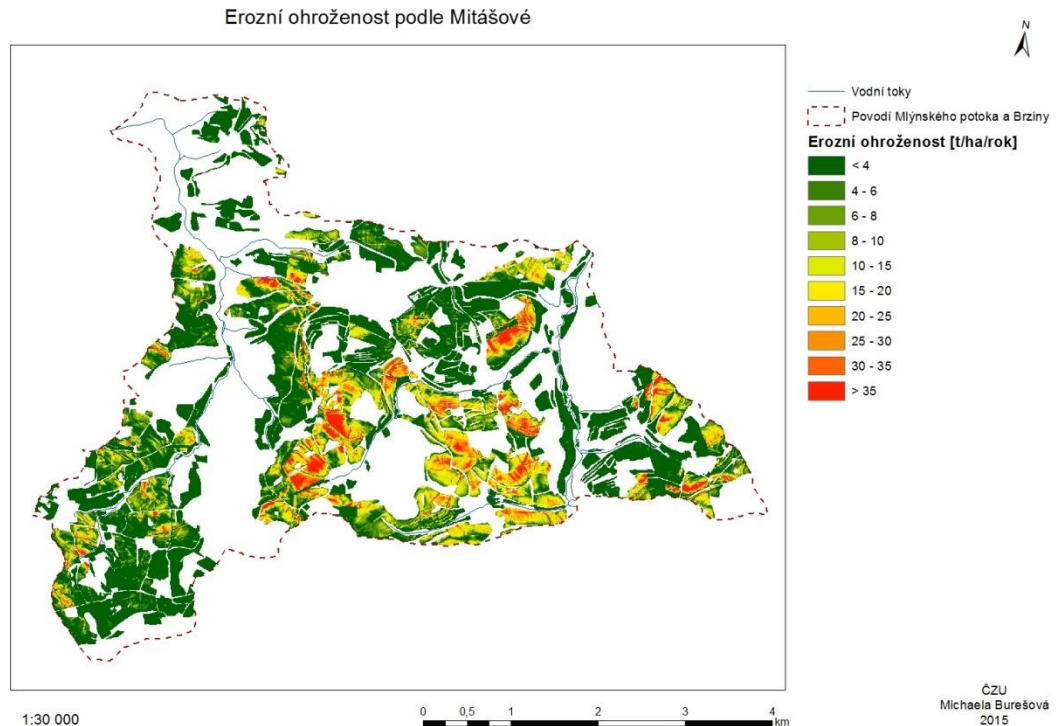 Erozní ohroženost podle Mitášové
N
Vodní toky
Povodí Mlýnského potoka a Brziny
Erozní ohroženost [t/ha/rok]
< 4
4 - 6
6 - 8
8 - 10
10 - 15
15 - 20
20 - 25
25 - 30
30 - 35
> 35
1:30 000
0 0,5 1 2 3 4
km
ČZU
Michaela Burešová
2015